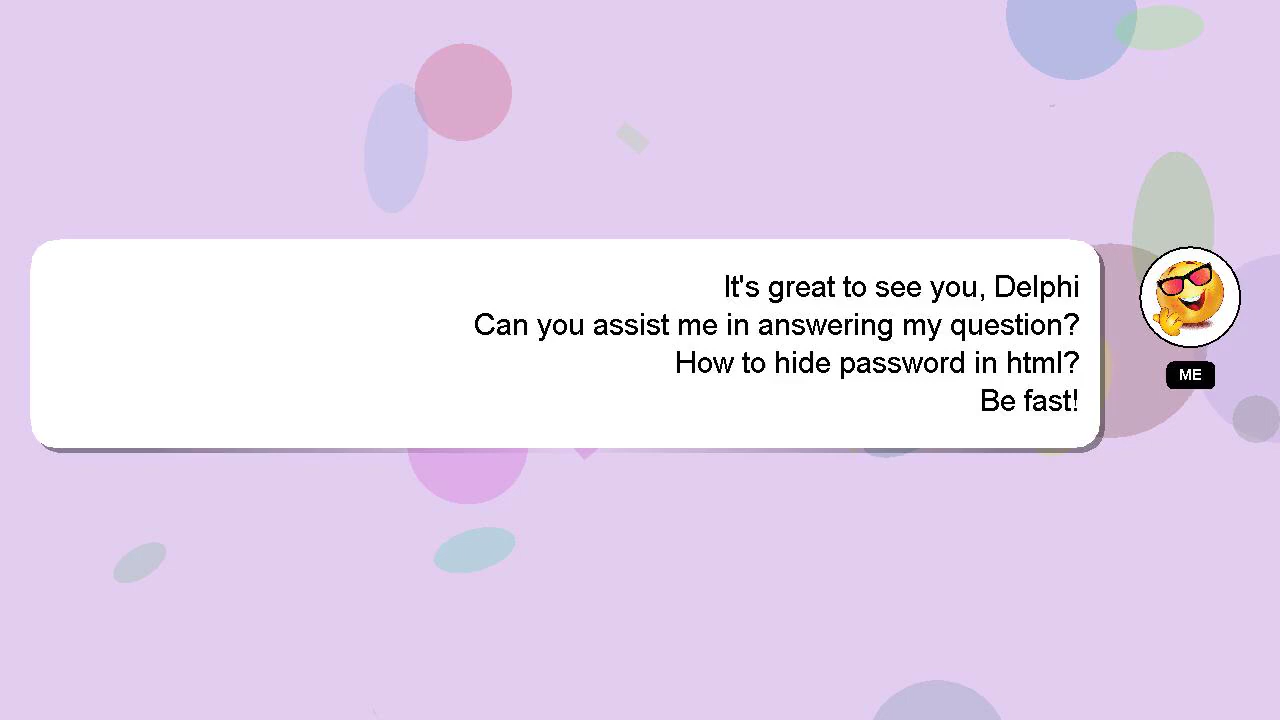 It's great to see you, Delphi
Can you assist me in answering my question?
How to hide password in html?
Be fast!
ME